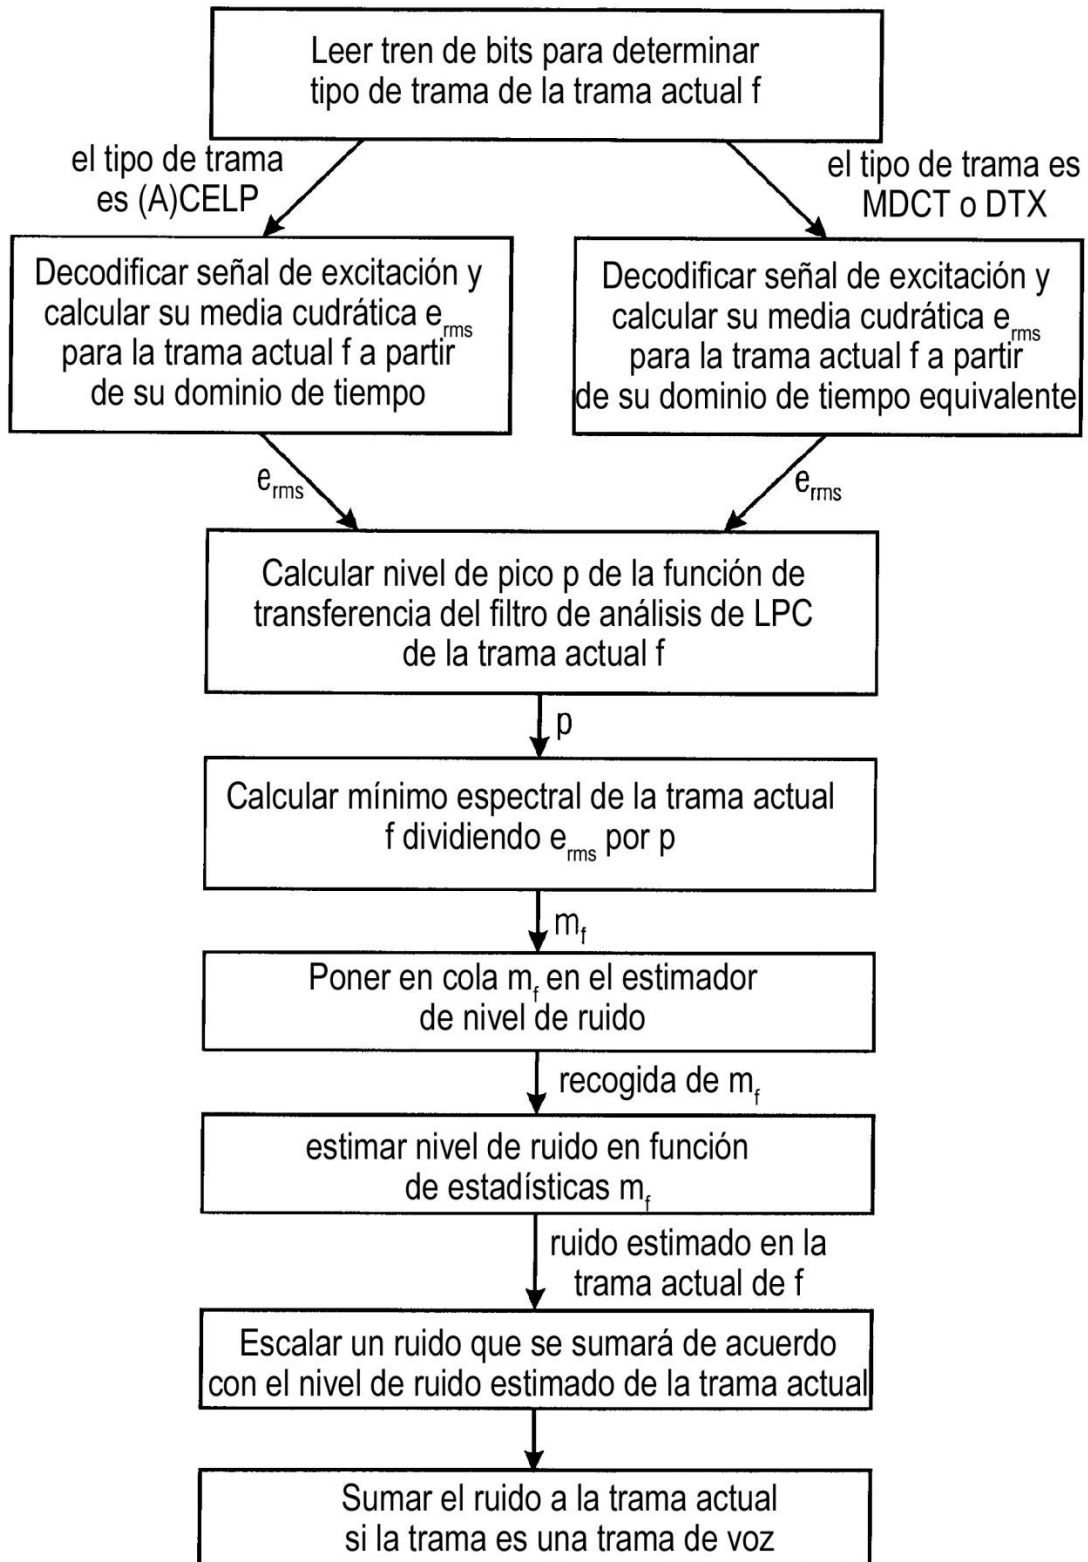 Leer tren de bits para determinar
tipo de trama de la trama actual f
el tipo de trama
es (A)CELP
el tipo de trama es
MDCT o DTX
Decodificar señal de excitación y
calcular su media cudrática e_rms
para la trama actual f a partir
de su dominio de tiempo
Decodificar señal de excitación y
calcular su media cudrática e_rms
para la trama actual f a partir
de su dominio de tiempo equivalente
e_rms
e_rms
Calcular nivel de pico p de la función de
transferencia del filtro de análisis de LPC
de la trama actual f
p
Calcular mínimo espectral de la trama actual
f dividiendo e_rms por p
m_f
Poner en cola m_f en el estimador
de nivel de ruido
recogida de m_f
estimar nivel de ruido en función
de estadísticas m_f
ruido estimado en la
trama actual de f
Escalar un ruido que se sumará de acuerdo
con el nivel de ruido estimado de la trama actual
Sumar el ruido a la trama actual
si la trama es una trama de voz